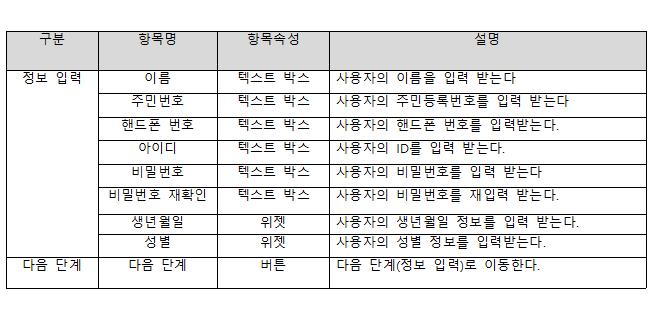 구분 항목명 항목속성 설명
정보 입력 이름 텍스트 박스 사용자의 이름을 입력 받는다
주민번호 텍스트 박스 사용자의 주민등록번호를 입력 받는다
핸드폰 번호 텍스트 박스 사용자의 핸드폰 번호를 입력받는다.
아이디 텍스트 박스 사용자의 ID를 입력 받는다.
비밀번호 텍스트 박스 사용자의 비밀번호를 입력 받는다
비밀번호 재확인 텍스트 박스 사용자의 비밀번호를 재입력 받는다.
생년월일 위젯 사용자의 생년월일 정보를 입력 받는다.
성별 위젯 사용자의 성별 정보를 입력받는다.
다음 단계 다음 단계 버튼 다음 단계(정보 입력)로 이동한다.